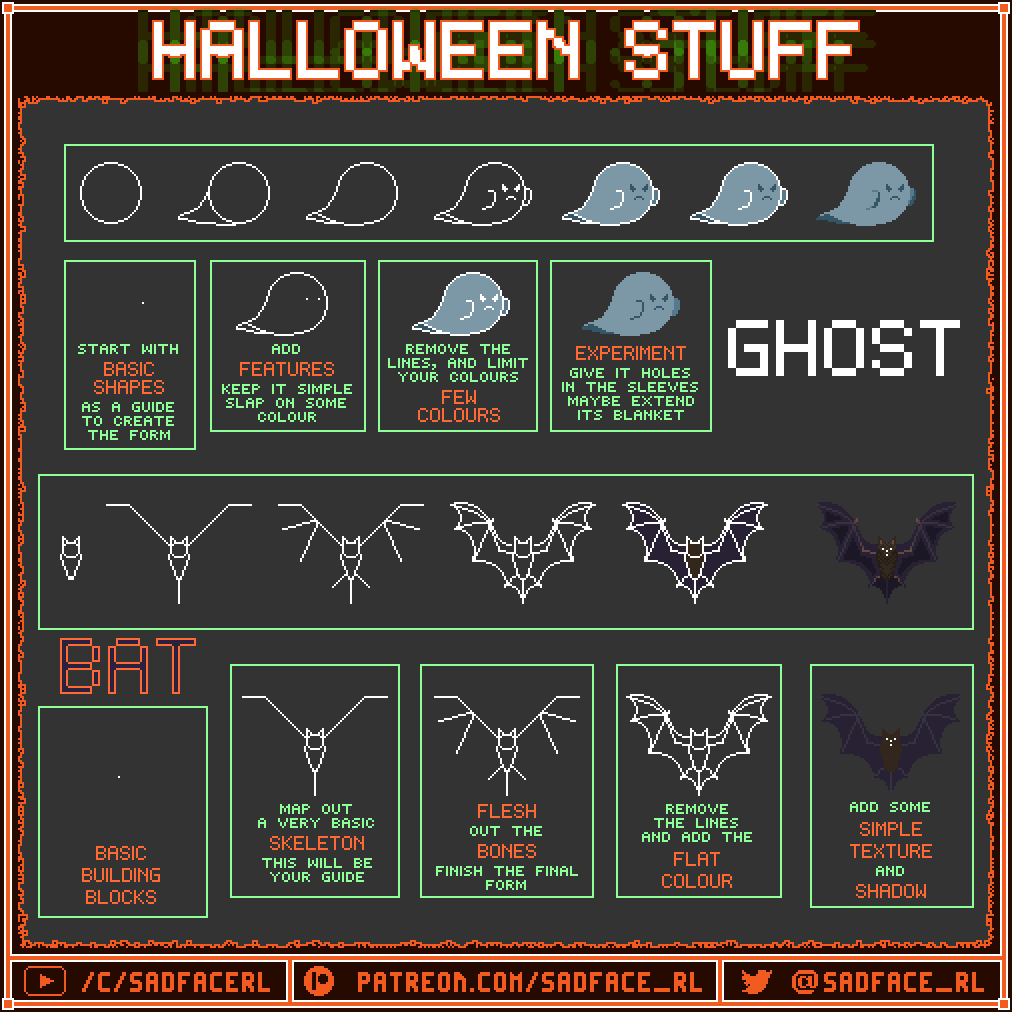 HALLOWEEN STUFF
START WITH
BASIC
SHAPES
AS A GUIDE
TO CREATE
THE FORM
ADD
FEATURES
KEEP IT SIMPLE
SLAP ON SOME
COLOUR
REMOVE THE
LINES, AND LIMIT
YOUR COLOURS
FEW
COLOURS
EXPERIMENT
GIVE IT HOLES
IN THE SLEEVES
MAYBE EXTEND
ITS BLANKET
GHOST
BAT
BASIC
BUILDING
BLOCKS
MAP OUT
A VERY BASIC
SKELETON
THIS WILL BE
YOUR GUIDE
FLESH
OUT THE
BONES
FINISH THE FINAL
FORM
REMOVE
THE LINES
AND ADD THE
FLAT
COLOUR
ADD SOME
SIMPLE
TEXTURE
AND
SHADOW
/C/SADFACERL
PATREON.COM/SADFACE_RL
@SADFACE_RL